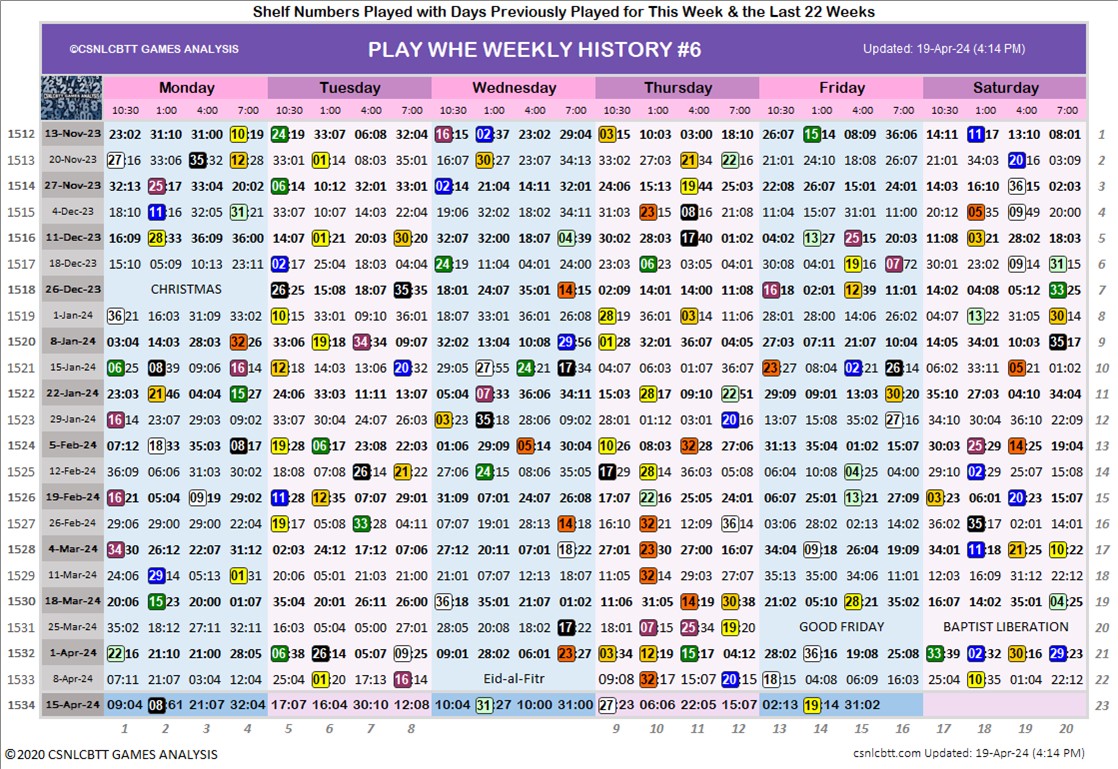 Shelf Numbers Played with Days Previously Played for This Week & the Last 22 Weeks
©CSNLCBTT GAMES ANALYSIS PLAY WHE WEEKLY HISTORY #6 Updated: 19-Apr-24 (4:14 PM)
Monday Tuesday Wednesday Thursday Friday Saturday
10:30 1:00 4:00 7:00 10:30 1:00 4:00 7:00 10:30 1:00 4:00 7:00 10:30 1:00 4:00 7:00 10:30 1:00 4:00 7:00 10:30 1:00 4:00 7:00
1512 13-Nov-23 23:02 31:10 31:00 10:19 24:19 33:07 06:08 32:04 16:15 02:37 23:02 29:04 03:15 10:03 03:00 18:10 26:07 15:14 08:09 36:06 14:11 11:17 13:10 08:01 1
1513 20-Nov-23 27:16 33:06 35:32 12:28 33:01 01:14 08:03 35:01 16:07 30:27 23:07 34:13 33:02 27:03 21:34 22:16 21:01 24:10 18:08 26:07 21:01 34:03 20:16 03:09 2
1514 27-Nov-23 32:13 25:17 33:04 20:02 06:14 10:12 32:01 33:01 02:14 21:04 14:11 32:01 24:06 15:13 19:44 25:03 22:08 26:07 15:01 24:01 14:03 16:10 36:15 02:03 3
1515 4-Dec-23 18:10 11:16 32:05 31:21 33:07 10:07 14:03 22:04 19:06 32:02 18:02 34:11 31:03 23:15 08:16 21:08 11:04 15:07 31:01 11:00 20:12 05:35 09:49 20:00 4
1516 11-Dec-23 16:09 28:33 36:09 36:00 14:07 01:21 20:03 30:20 32:07 32:00 18:07 04:39 30:02 28:03 17:40 01:02 04:02 13:27 25:15 20:03 11:08 03:21 28:02 18:03 5
1517 18-Dec-23 15:10 05:09 10:13 23:11 02:17 25:04 18:03 04:04 24:19 11:04 04:01 24:00 23:03 06:23 03:05 04:01 30:08 04:01 19:16 07:72 30:01 23:02 09:14 31:15 6
1518 26-Dec-23 CHRISTMAS 26:25 15:08 18:07 35:35 18:01 24:07 35:01 14:15 02:09 14:01 14:00 11:08 16:18 02:01 12:39 11:01 14:02 04:08 05:12 33:25 7
1519 1-Jan-24 36:21 16:03 31:09 33:02 10:15 33:01 09:10 36:01 18:07 33:01 36:01 18:01 28:19 36:01 03:14 11:06 28:01 28:00 14:06 26:02 04:07 13:22 31:05 30:14 8
1520 8-Jan-24 03:04 14:03 28:03 32:26 33:06 19:18 34:34 09:07 32:02 13:04 10:08 29:56 01:28 32:01 36:07 04:05 27:03 07:11 21:07 10:04 14:05 34:01 10:03 35:17 9
1521 15-Jan-24 06:25 08:39 09:06 16:14 12:18 14:03 13:06 20:32 29:05 27:55 24:21 17:34 04:07 06:03 01:07 36:07 23:27 08:04 02:21 26:14 06:02 33:11 05:21 01:02 10
1522 22-Jan-24 23:03 21:46 04:04 15:27 24:06 33:03 11:11 13:07 05:04 07:33 36:06 34:11 15:03 28:17 09:10 22:51 29:09 09:01 13:03 30:20 35:10 27:03 04:10 34:04 11
1523 29-Jan-24 16:14 03:07 29:05 09:02 33:07 30:03 24:07 26:03 03:22 35:18 28:06 09:02 28:01 01:12 03:01 20:16 13:07 15:08 35:02 27:16 34:10 30:04 36:10 22:09 12
1524 5-Feb-24 07:12 18:33 35:03 08:17 19:28 06:17 23:08 22:03 01:06 29:09 05:14 30:04 10:26 08:03 32:28 27:05 31:13 35:04 01:02 15:07 30:03 25:29 14:25 19:04 13
1525 12-Feb-24 36:09 06:06 31:03 30:02 18:08 07:08 26:14 21:22 27:06 24:15 08:06 35:05 17:29 28:14 36:03 05:08 06:04 10:08 04:25 04:00 29:10 02:29 25:07 15:08 14
1526 19-Feb-24 16:21 05:04 09:19 29:02 11:28 12:35 07:07 29:01 31:09 07:01 24:07 26:08 17:07 22:16 25:05 24:01 06:07 25:01 13:21 27:09 03:23 06:01 20:23 15:07 15
1527 26-Feb-24 29:06 29:00 29:00 22:04 19:17 05:08 33:28 04:11 07:07 19:01 28:13 14:18 16:10 32:21 12:09 36:14 03:06 28:02 02:13 14:02 36:02 35:17 02:01 14:01 16
1528 4-Mar-24 34:30 26:12 22:07 31:12 02:03 24:10 17:12 07:06 27:12 20:11 07:01 18:22 27:01 23:30 27:00 16:07 34:04 09:18 26:04 19:09 34:01 11:18 21:25 10:22 17
1529 11-Mar-24 24:06 29:14 05:13 01:31 20:06 05:01 21:03 21:00 21:01 07:07 12:13 18:07 11:05 32:14 29:03 27:07 35:13 35:00 34:06 11:01 12:03 16:09 31:12 22:12 18
1530 18-Mar-24 20:06 15:23 20:00 01:07 35:04 20:01 26:11 26:00 36:18 35:01 21:07 01:02 11:06 31:05 14:19 30:38 21:02 05:10 28:21 35:02 16:07 14:02 35:01 04:25 19
1531 25-Mar-24 35:02 18:12 27:11 32:11 16:03 05:04 05:00 27:01 28:05 20:08 18:02 17:22 18:01 07:15 25:34 19:20 GOOD FRIDAY BAPTIST LIBERATION 20
1532 1-Apr-24 22:16 21:10 21:00 28:05 06:38 26:14 05:07 09:25 09:01 28:02 06:02 23:27 03:34 12:19 15:17 04:12 28:02 36:16 19:08 25:08 33:39 02:32 30:16 29:23 21
1533 8-Apr-24 07:11 21:07 03:04 12:04 25:04 01:20 17:03 16:14 Eid-al-Fitr 09:08 32:17 15:07 20:15 18:15 04:08 06:09 16:03 25:04 10:35 01:04 22:12 22
1534 15-Apr-24 09:04 08:61 21:07 32:04 17:07 16:04 30:10 12:08 10:04 31:27 10:00 31:00 27:23 06:06 22:05 15:07 02:13 19:14 31:02 23
1 2 3 4 5 6 7 8 9 10 11 12 13 14 15 16 17 18 19 20
©2020 CSNLCBTT GAMES ANALYSIS csnlcbtt.com Updated: 19-Apr-24 (4:14 PM)